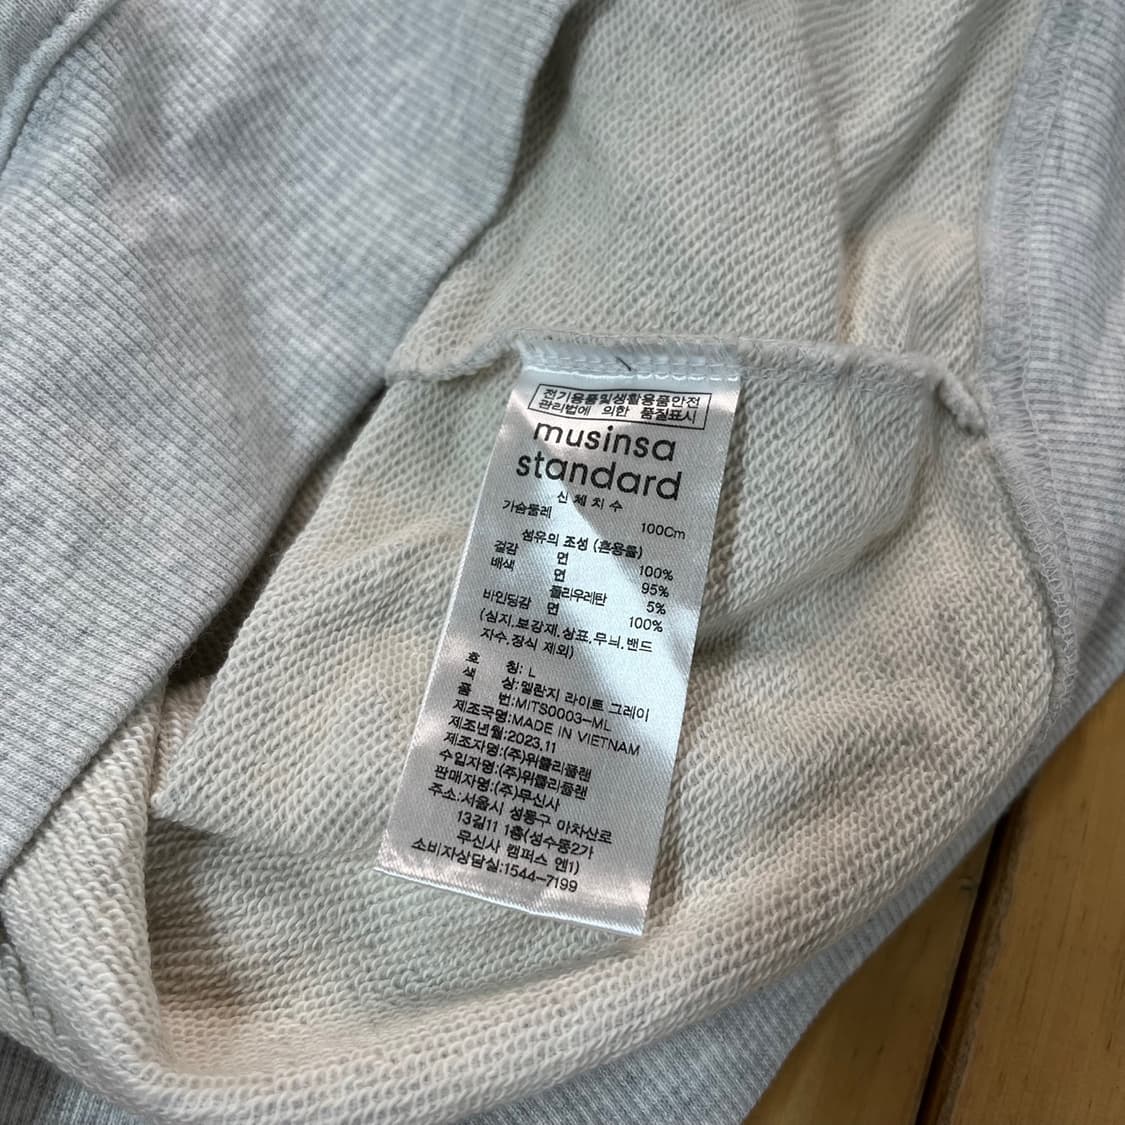 전기용품및생활용품안전
관리법에 의한 품질표시
musinsa
standard
신체치수
가슴둘레 100Cm
섬유의 조성 (혼용률)
겉감 면 100%
배색 면 95%
폴리우레탄 5%
바인딩감 면 100%
(심지,보강재,상표,무늬,밴드
자수,장식 제외)
호 칭: L
색 상:멜란지 라이트 그레이
품 번:MITS0003-ML
제조국명:MADE IN VIETNAM
제조년월:2023.11
제조자명:(주)위클리플랜
수입자명:(주)위클리플랜
판매자명:(주)무신사
주소:서울시 성동구 아차산로
13길11 1층(성수동2가
무신사 캠퍼스 엔1)
소비자상담실:1544-7199